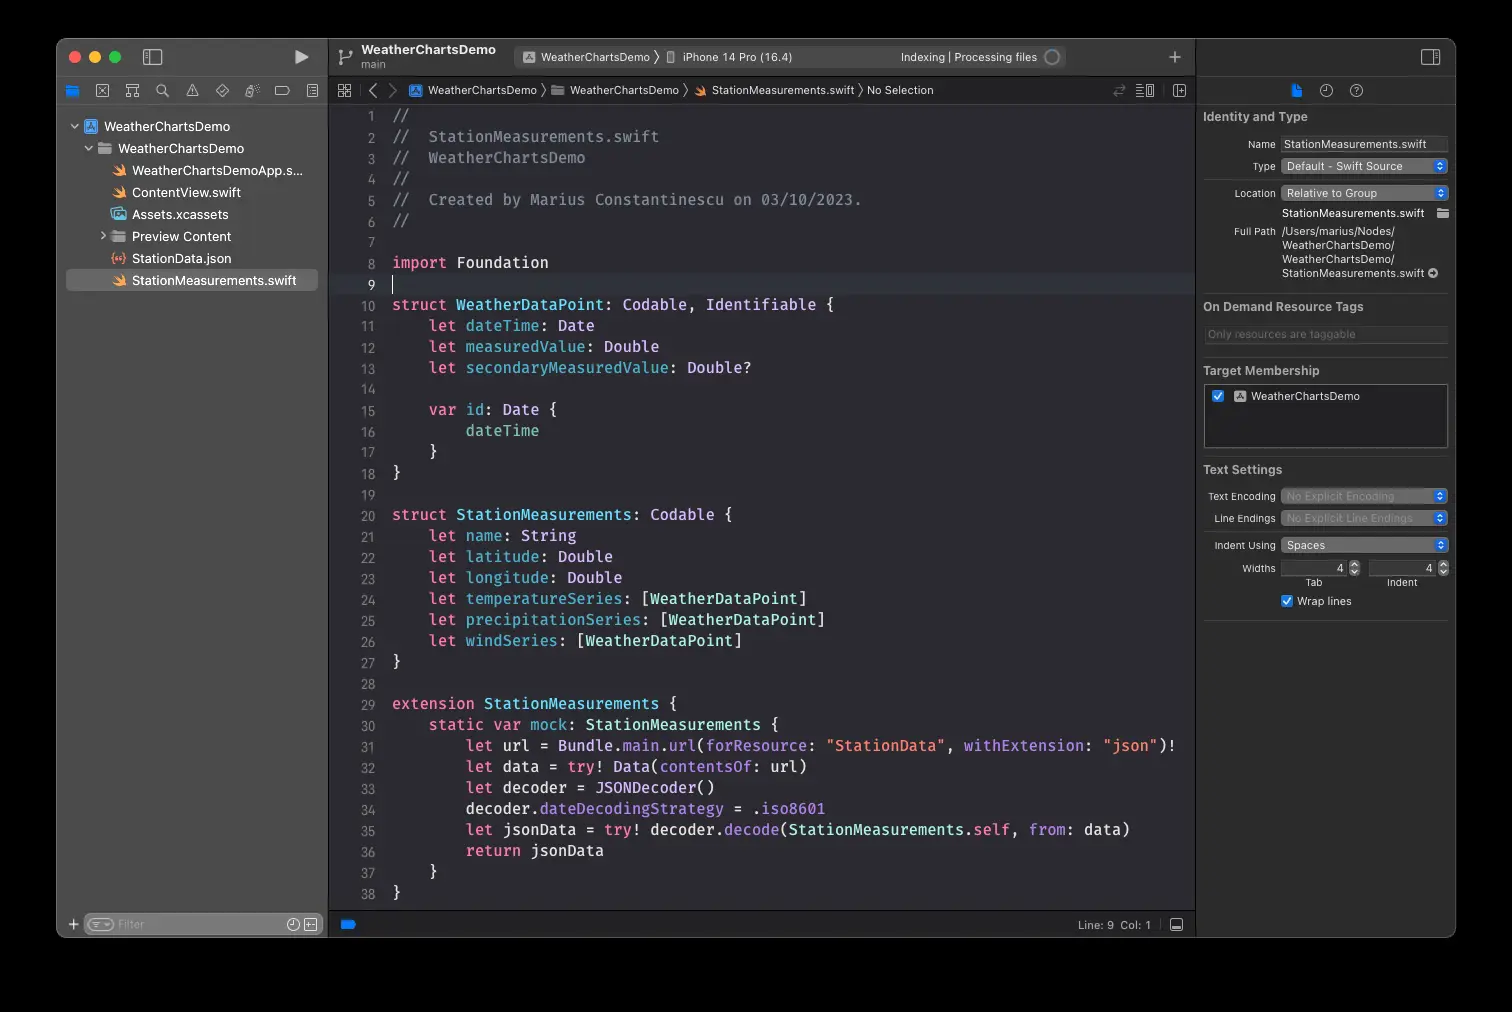 WeatherChartsDemo
main
WeatherChartsDemo iPhone 14 Pro (16.4) Indexing | Processing files
WeatherChartsDemo
WeatherChartsDemo
WeatherChartsDemoApp.s...
ContentView.swift
Assets.xcassets
Preview Content
StationData.json
StationMeasurements.swift
Filter
WeatherChartsDemo WeatherChartsDemo StationMeasurements.swift No Selection
1 //
2 //  StationMeasurements.swift
3 //  WeatherChartsDemo
4 //
5 //  Created by Marius Constantinescu on 03/10/2023.
6 //
7
8 import Foundation
9
10 struct WeatherDataPoint: Codable, Identifiable {
11     let dateTime: Date
12     let measuredValue: Double
13     let secondaryMeasuredValue: Double?
14
15     var id: Date {
16         dateTime
17     }
18 }
19
20 struct StationMeasurements: Codable {
21     let name: String
22     let latitude: Double
23     let longitude: Double
24     let temperatureSeries: [WeatherDataPoint]
25     let precipitationSeries: [WeatherDataPoint]
26     let windSeries: [WeatherDataPoint]
27 }
28
29 extension StationMeasurements {
30     static var mock: StationMeasurements {
31         let url = Bundle.main.url(forResource: "StationData", withExtension: "json")!
32         let data = try! Data(contentsOf: url)
33         let decoder = JSONDecoder()
34         decoder.dateDecodingStrategy = .iso8601
35         let jsonData = try! decoder.decode(StationMeasurements.self, from: data)
36         return jsonData
37     }
38 }
Line: 9 Col: 1
Identity and Type
Name StationMeasurements.swift
Type Default - Swift Source
Location Relative to Group
StationMeasurements.swift
Full Path /Users/marius/Nodes/
WeatherChartsDemo/
WeatherChartsDemo/
StationMeasurements.swift
On Demand Resource Tags
Only resources are taggable
Target Membership
WeatherChartsDemo
Text Settings
Text Encoding No Explicit Encoding
Line Endings No Explicit Line Endings
Indent Using Spaces
Widths 4 4
Tab Indent
Wrap lines